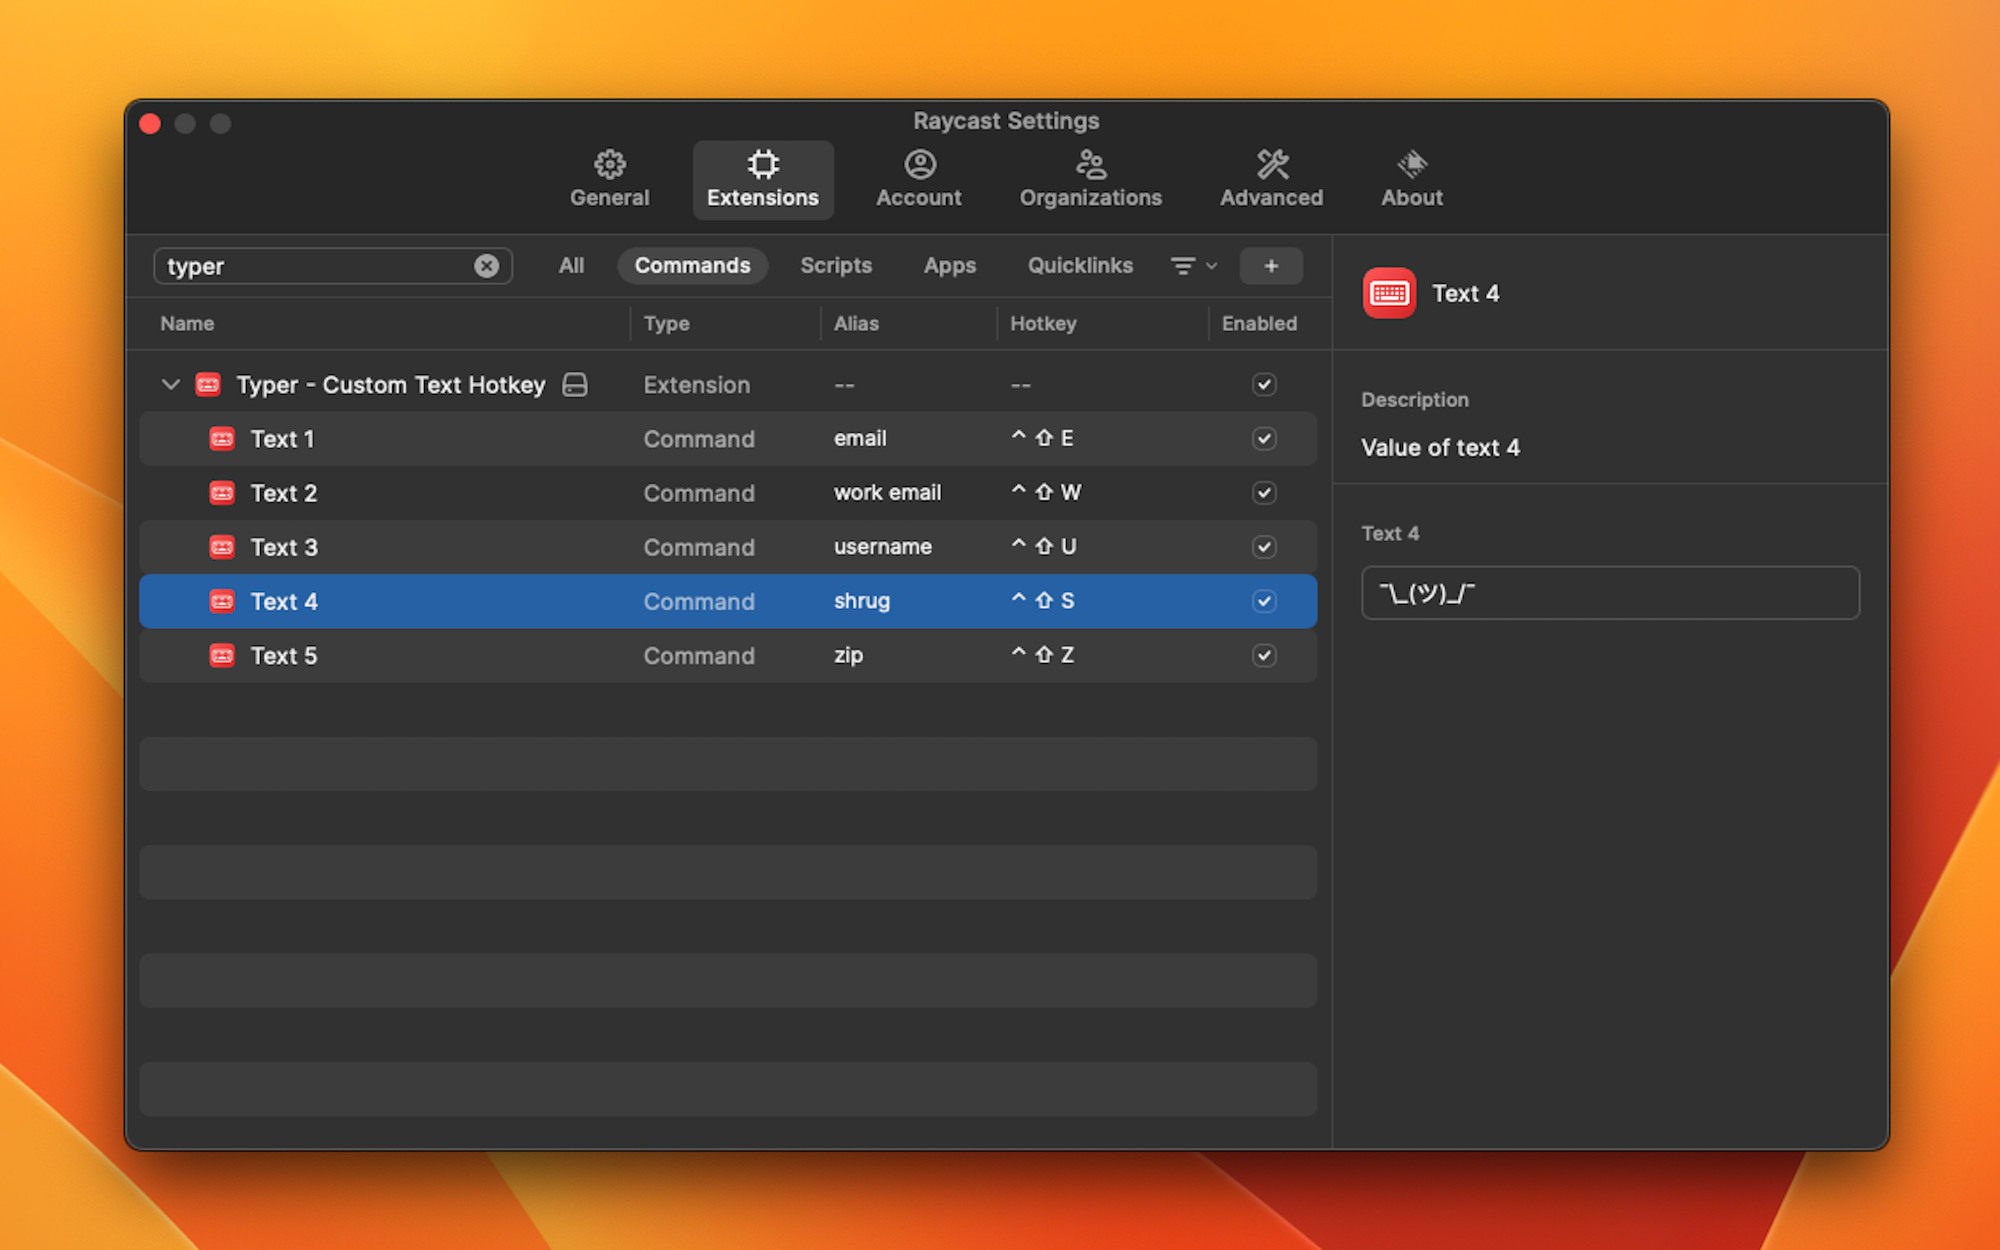 Raycast Settings
General Extensions Account Organizations Advanced About
typer All Commands Scripts Apps Quicklinks +
Name Type Alias Hotkey Enabled
Typer - Custom Text Hotkey Extension -- --
Text 1 Command email ^ ⇧ E
Text 2 Command work email ^ ⇧ W
Text 3 Command username ^ ⇧ U
Text 4 Command shrug ^ ⇧ S
Text 5 Command zip ^ ⇧ Z
Text 4
Description
Value of text 4
Text 4
¯\_(ツ)_/¯